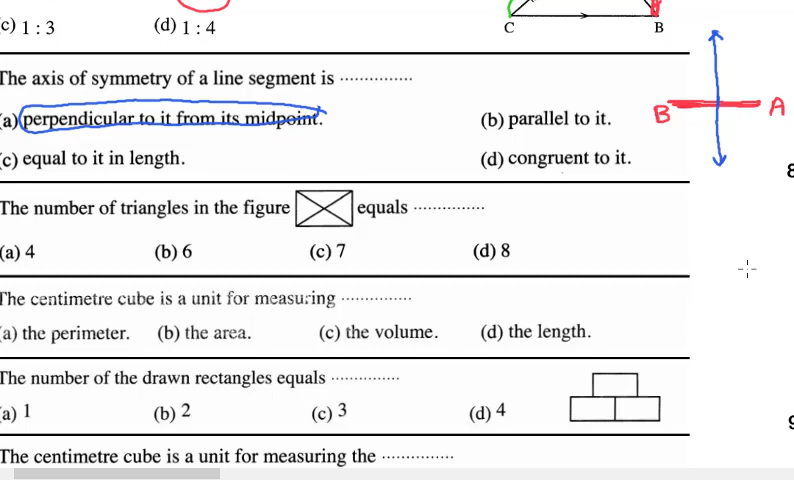 (c) 1 : 3 (d) 1 : 4
C B
The axis of symmetry of a line segment is ...............
(a) perpendicular to it from its midpoint. (b) parallel to it.
(c) equal to it in length. (d) congruent to it.
B A
8
The number of triangles in the figure equals ...............
(a) 4 (b) 6 (c) 7 (d) 8
The centimetre cube is a unit for measuring ...............
(a) the perimeter. (b) the area. (c) the volume. (d) the length.
The number of the drawn rectangles equals ...............
(a) 1 (b) 2 (c) 3 (d) 4
9
The centimetre cube is a unit for measuring the ...............